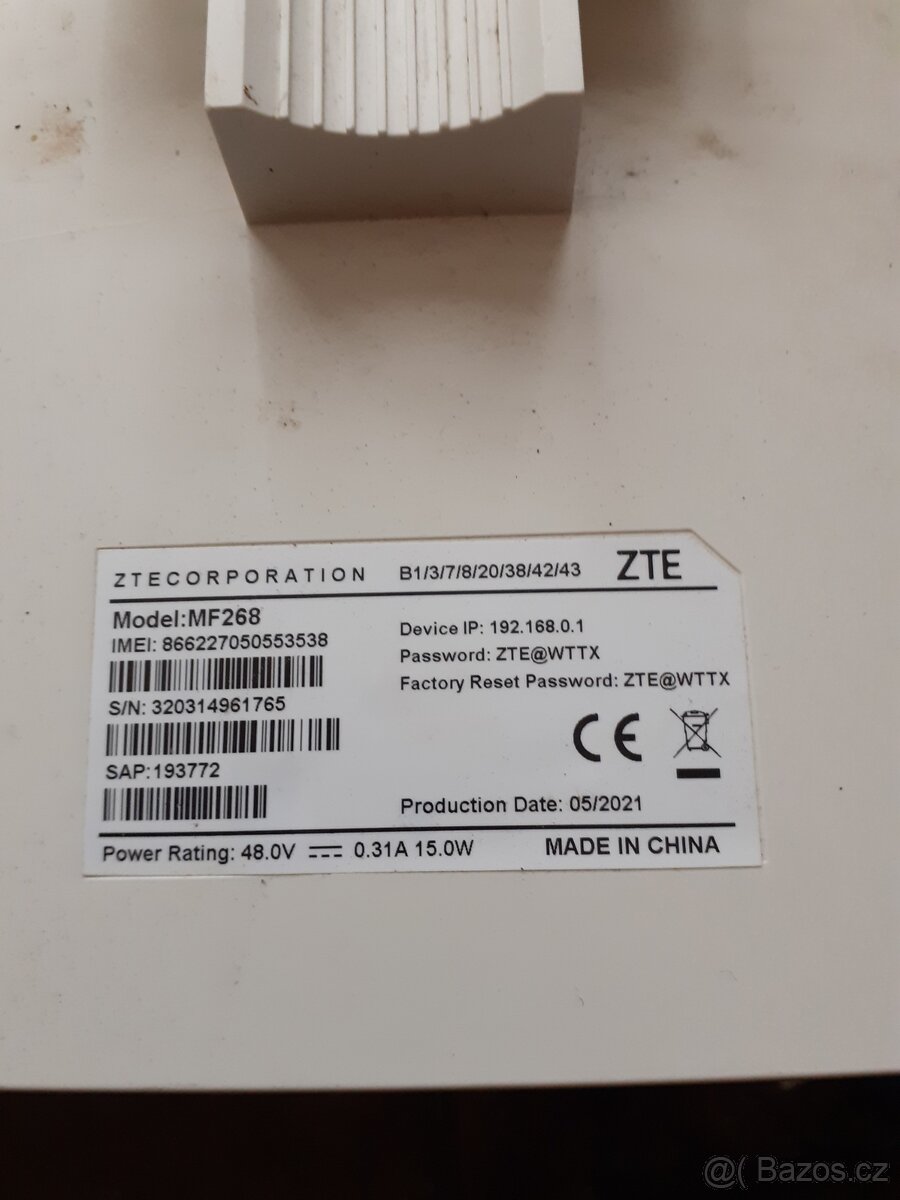 ZTECORPORATION B1/3/7/8/20/38/42/43 ZTE
Model:MF268
IMEI: 866227050553538
S/N: 320314961765
SAP:193772
Device IP: 192.168.0.1
Password: ZTE@WTTX
Factory Reset Password: ZTE@WTTX
CE
Production Date: 05/2021
Power Rating: 48.0V 0.31A 15.0W MADE IN CHINA
@( Bazos.cz